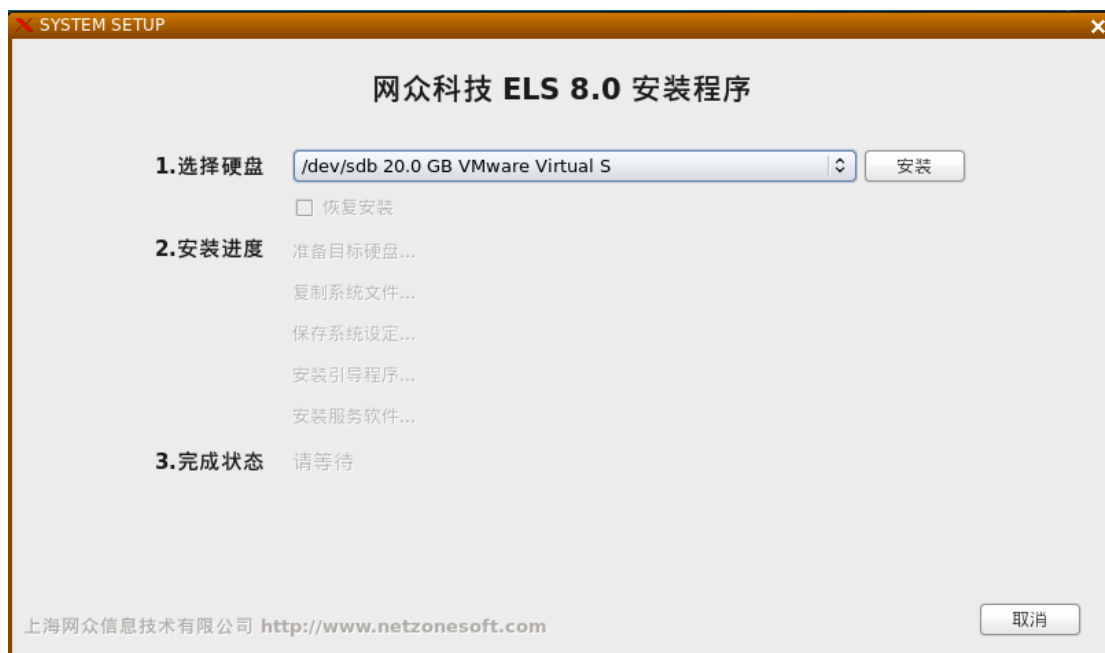 SYSTEM SETUP
网众科技 ELS 8.0 安装程序
1.选择硬盘 /dev/sdb 20.0 GB VMware Virtual S 安装
恢复安装
2.安装进度 准备目标硬盘...
复制系统文件...
保存系统设定...
安装引导程序...
安装服务软件...
3.完成状态 请等待
上海网众信息技术有限公司 http://www.netzonesoft.com 取消